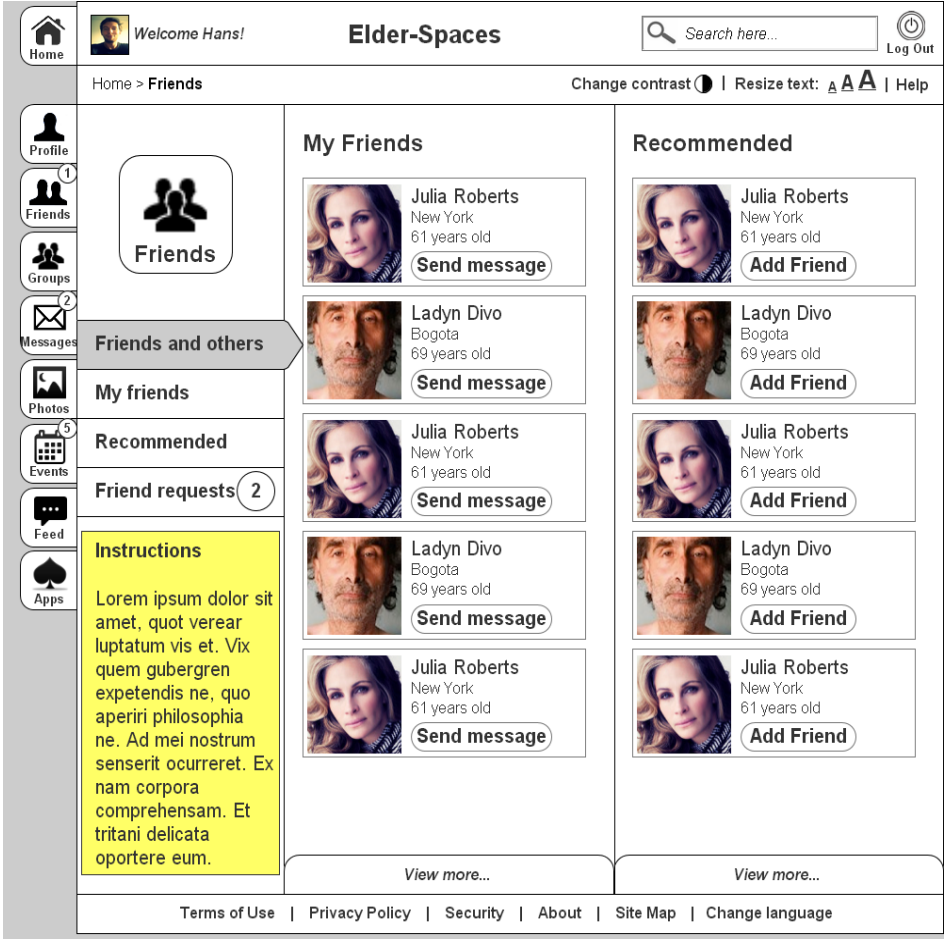 Home
Welcome Hans!
Elder-Spaces
Search here...
Log Out
Home > Friends
Change contrast | Resize text: A A A | Help
Profile
1
Friends
Groups
2
Messages
Photos
5
Events
Feed
Apps
Friends
Friends and others
My friends
Recommended
Friend requests 2
Instructions
Lorem ipsum dolor sit
amet, quot verear
luptatum vis et. Vix
quem gubergren
expetendis ne, quo
aperiri philosophia
ne. Ad mei nostrum
senserit ocurreret. Ex
nam corpora
comprehensam. Et
tritani delicata
oportere eum.
My Friends
Julia Roberts
New York
61 years old
Send message
Ladyn Divo
Bogota
69 years old
Send message
Julia Roberts
New York
61 years old
Send message
Ladyn Divo
Bogota
69 years old
Send message
Julia Roberts
New York
61 years old
Send message
View more...
Recommended
Julia Roberts
New York
61 years old
Add Friend
Ladyn Divo
Bogota
69 years old
Add Friend
Julia Roberts
New York
61 years old
Add Friend
Ladyn Divo
Bogota
69 years old
Add Friend
Julia Roberts
New York
61 years old
Add Friend
View more...
Terms of Use | Privacy Policy | Security | About | Site Map | Change language